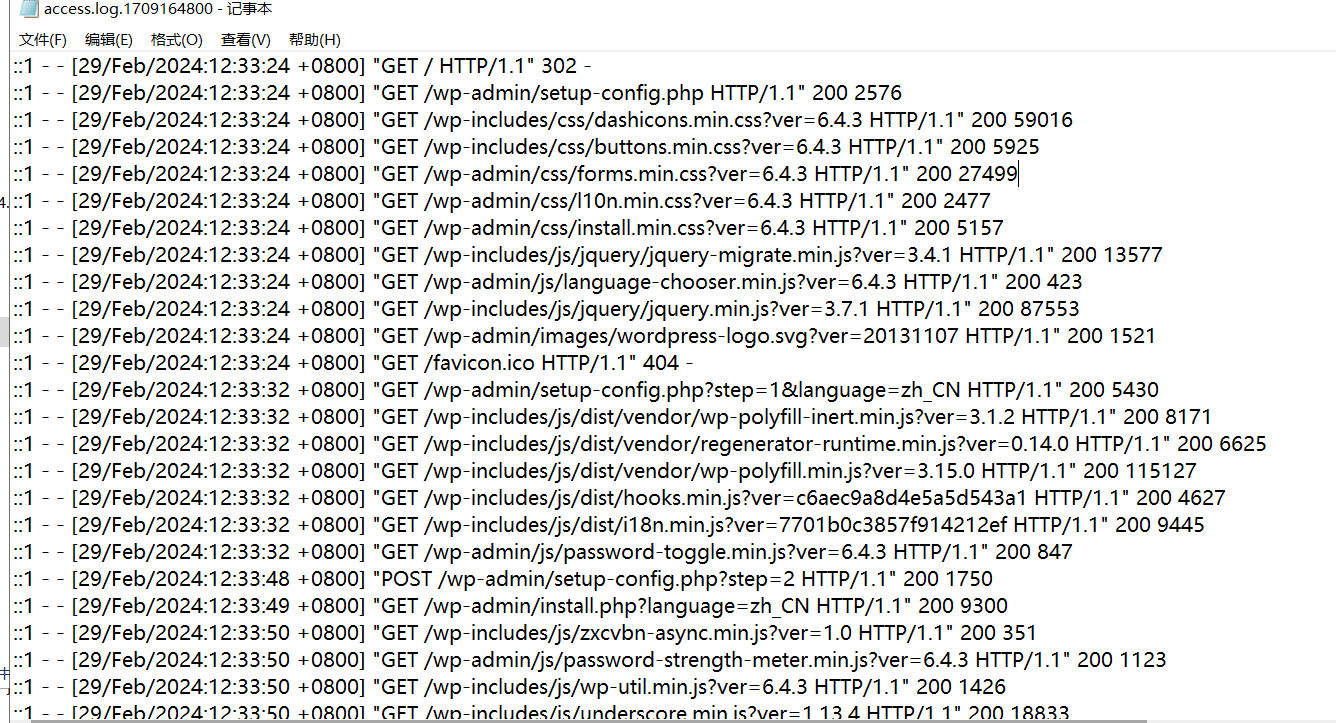 access.log.1709164800 - 记事本
文件(F) 编辑(E) 格式(O) 查看(V) 帮助(H)
::1 - - [29/Feb/2024:12:33:24 +0800] "GET / HTTP/1.1" 302 -
::1 - - [29/Feb/2024:12:33:24 +0800] "GET /wp-admin/setup-config.php HTTP/1.1" 200 2576
::1 - - [29/Feb/2024:12:33:24 +0800] "GET /wp-includes/css/dashicons.min.css?ver=6.4.3 HTTP/1.1" 200 59016
::1 - - [29/Feb/2024:12:33:24 +0800] "GET /wp-includes/css/buttons.min.css?ver=6.4.3 HTTP/1.1" 200 5925
::1 - - [29/Feb/2024:12:33:24 +0800] "GET /wp-admin/css/forms.min.css?ver=6.4.3 HTTP/1.1" 200 27499
::1 - - [29/Feb/2024:12:33:24 +0800] "GET /wp-admin/css/l10n.min.css?ver=6.4.3 HTTP/1.1" 200 2477
::1 - - [29/Feb/2024:12:33:24 +0800] "GET /wp-admin/css/install.min.css?ver=6.4.3 HTTP/1.1" 200 5157
::1 - - [29/Feb/2024:12:33:24 +0800] "GET /wp-includes/js/jquery/jquery-migrate.min.js?ver=3.4.1 HTTP/1.1" 200 13577
::1 - - [29/Feb/2024:12:33:24 +0800] "GET /wp-admin/js/language-chooser.min.js?ver=6.4.3 HTTP/1.1" 200 423
::1 - - [29/Feb/2024:12:33:24 +0800] "GET /wp-includes/js/jquery/jquery.min.js?ver=3.7.1 HTTP/1.1" 200 87553
::1 - - [29/Feb/2024:12:33:24 +0800] "GET /wp-admin/images/wordpress-logo.svg?ver=20131107 HTTP/1.1" 200 1521
::1 - - [29/Feb/2024:12:33:24 +0800] "GET /favicon.ico HTTP/1.1" 404 -
::1 - - [29/Feb/2024:12:33:32 +0800] "GET /wp-admin/setup-config.php?step=1&language=zh_CN HTTP/1.1" 200 5430
::1 - - [29/Feb/2024:12:33:32 +0800] "GET /wp-includes/js/dist/vendor/wp-polyfill-inert.min.js?ver=3.1.2 HTTP/1.1" 200 8171
::1 - - [29/Feb/2024:12:33:32 +0800] "GET /wp-includes/js/dist/vendor/regenerator-runtime.min.js?ver=0.14.0 HTTP/1.1" 200 6625
::1 - - [29/Feb/2024:12:33:32 +0800] "GET /wp-includes/js/dist/vendor/wp-polyfill.min.js?ver=3.15.0 HTTP/1.1" 200 115127
::1 - - [29/Feb/2024:12:33:32 +0800] "GET /wp-includes/js/dist/hooks.min.js?ver=c6aec9a8d4e5a5d543a1 HTTP/1.1" 200 4627
::1 - - [29/Feb/2024:12:33:32 +0800] "GET /wp-includes/js/dist/i18n.min.js?ver=7701b0c3857f914212ef HTTP/1.1" 200 9445
::1 - - [29/Feb/2024:12:33:32 +0800] "GET /wp-admin/js/password-toggle.min.js?ver=6.4.3 HTTP/1.1" 200 847
::1 - - [29/Feb/2024:12:33:48 +0800] "POST /wp-admin/setup-config.php?step=2 HTTP/1.1" 200 1750
::1 - - [29/Feb/2024:12:33:49 +0800] "GET /wp-admin/install.php?language=zh_CN HTTP/1.1" 200 9300
::1 - - [29/Feb/2024:12:33:50 +0800] "GET /wp-includes/js/zxcvbn-async.min.js?ver=1.0 HTTP/1.1" 200 351
::1 - - [29/Feb/2024:12:33:50 +0800] "GET /wp-admin/js/password-strength-meter.min.js?ver=6.4.3 HTTP/1.1" 200 1123
::1 - - [29/Feb/2024:12:33:50 +0800] "GET /wp-includes/js/wp-util.min.js?ver=6.4.3 HTTP/1.1" 200 1426
::1 - - [29/Feb/2024:12:33:50 +0800] "GET /wp-includes/js/underscore.min.js?ver=1.13.4 HTTP/1.1" 200 18833